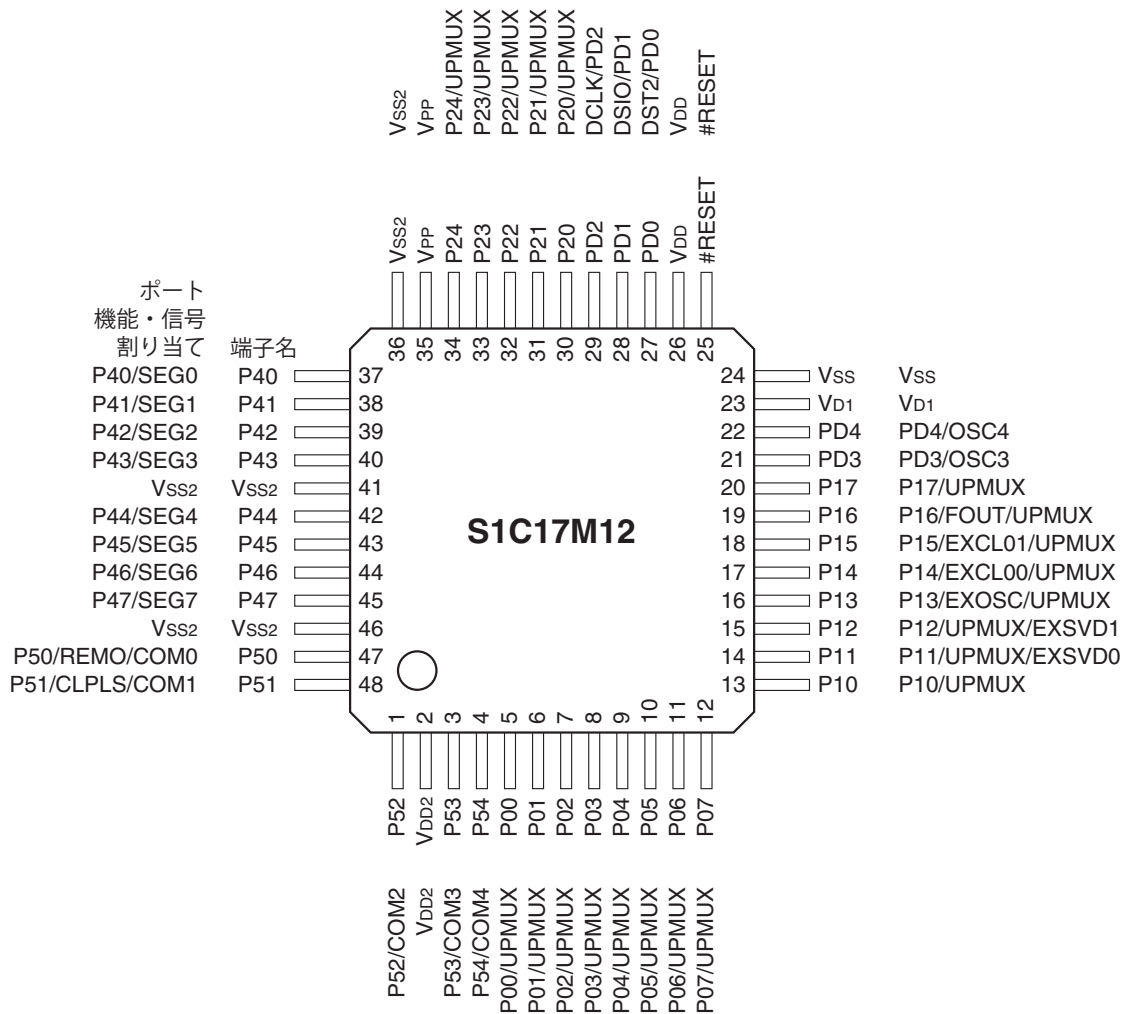 VSS2
VPP
P24/UPMUX
P23/UPMUX
P22/UPMUX
P21/UPMUX
P20/UPMUX
DCLK/PD2
DSIO/PD1
DST2/PD0
VDD
#RESET
VSS2
VPP
P24
P23
P22
P21
P20
PD2
PD1
PD0
VDD
#RESET
36
35
34
33
32
31
30
29
28
27
26
25
ポート
機能・信号
割り当て 端子名
P40/SEG0 P40 37
P41/SEG1 P41 38
P42/SEG2 P42 39
P43/SEG3 P43 40
VSS2 VSS2 41
P44/SEG4 P44 42
P45/SEG5 P45 43
P46/SEG6 P46 44
P47/SEG7 P47 45
VSS2 VSS2 46
P50/REMO/COM0 P50 47
P51/CLPLS/COM1 P51 48
S1C17M12
24 VSS VSS
23 VD1 VD1
22 PD4 PD4/OSC4
21 PD3 PD3/OSC3
20 P17 P17/UPMUX
19 P16 P16/FOUT/UPMUX
18 P15 P15/EXCL01/UPMUX
17 P14 P14/EXCL00/UPMUX
16 P13 P13/EXOSC/UPMUX
15 P12 P12/UPMUX/EXSVD1
14 P11 P11/UPMUX/EXSVD0
13 P10 P10/UPMUX
1
2
3
4
5
6
7
8
9
10
11
12
P52
VDD2
P53
P54
P00
P01
P02
P03
P04
P05
P06
P07
P52/COM2
VDD2
P53/COM3
P54/COM4
P00/UPMUX
P01/UPMUX
P02/UPMUX
P03/UPMUX
P04/UPMUX
P05/UPMUX
P06/UPMUX
P07/UPMUX